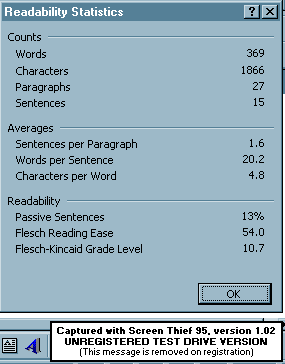 Readability Statistics
Counts
Words 369
Characters 1866
Paragraphs 27
Sentences 15
Averages
Sentences per Paragraph 1.6
Words per Sentence 20.2
Characters per Word 4.8
Readability
Passive Sentences 13%
Flesch Reading Ease 54.0
Flesch-Kincaid Grade Level 10.7
OK
Captured with Screen Thief 95, version 1.02
UNREGISTERED TEST DRIVE VERSION
(This message is removed on registration)